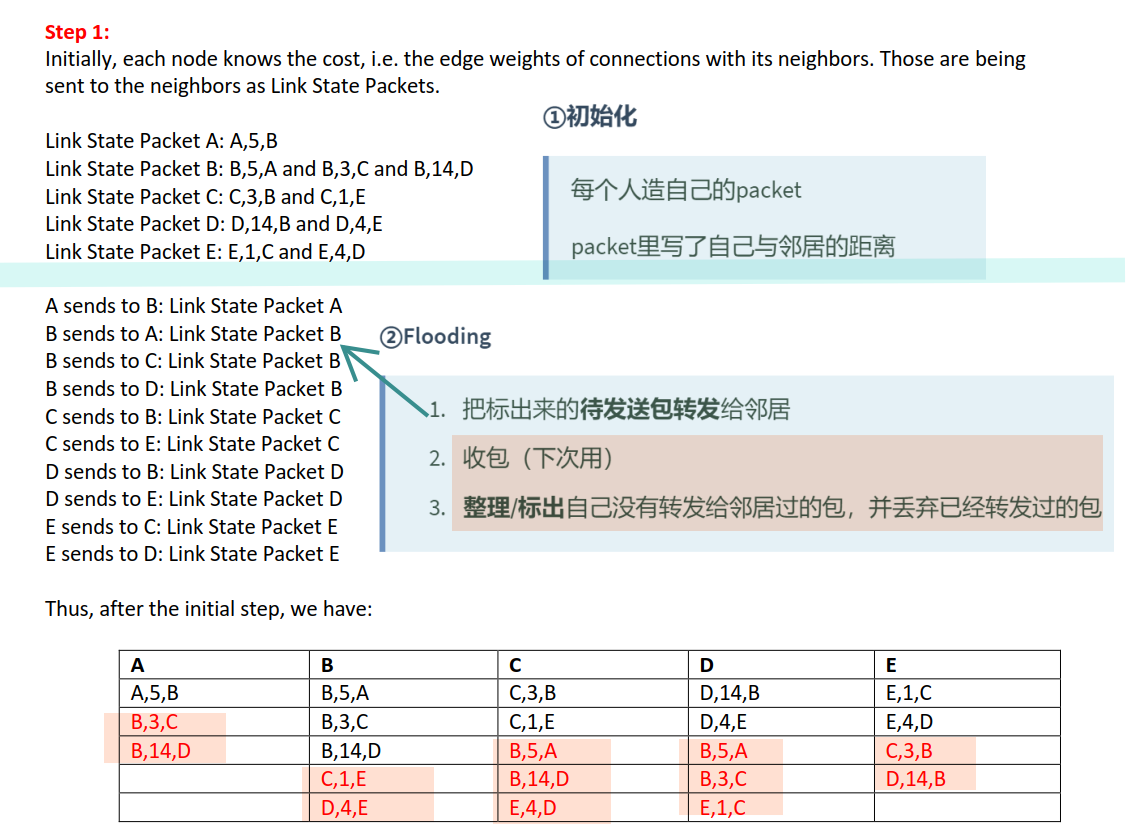 Step 1:
Initially, each node knows the cost, i.e. the edge weights of connections with its neighbors. Those are being
sent to the neighbors as Link State Packets.
①初始化
Link State Packet A: A,5,B
Link State Packet B: B,5,A and B,3,C and B,14,D
Link State Packet C: C,3,B and C,1,E
Link State Packet D: D,14,B and D,4,E
Link State Packet E: E,1,C and E,4,D
每个人造自己的packet
packet里写了自己与邻居的距离
A sends to B: Link State Packet A
B sends to A: Link State Packet B
B sends to C: Link State Packet B
B sends to D: Link State Packet B
C sends to B: Link State Packet C
C sends to E: Link State Packet C
D sends to B: Link State Packet D
D sends to E: Link State Packet D
E sends to C: Link State Packet E
E sends to D: Link State Packet E
②Flooding
1. 把标出来的待发送包转发给邻居
2. 收包（下次用）
3. 整理/标出自己没有转发给邻居过的包，并丢弃已经转发过的包
Thus, after the initial step, we have:
A B C D E
A,5,B B,5,A C,3,B D,14,B E,1,C
B,3,C B,3,C C,1,E D,4,E E,4,D
B,14,D B,14,D B,5,A B,5,A C,3,B
C,1,E B,14,D B,3,C D,14,B
D,4,E E,4,D E,1,C